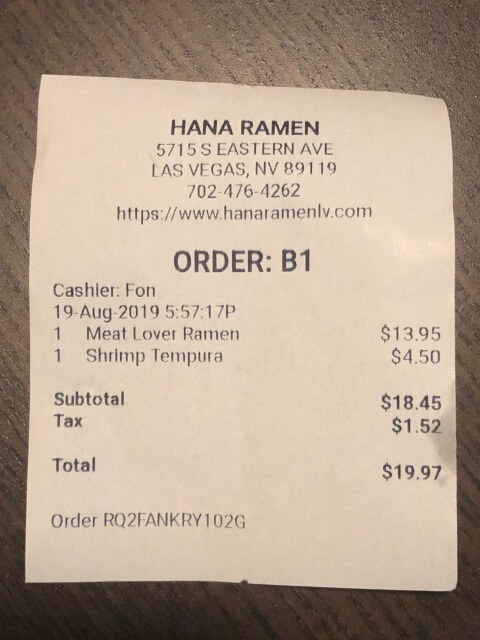 HANA RAMEN
5715 S EASTERN AVE
LAS VEGAS, NV 89119
702-476-4262
https://www.hanaramenlv.com
ORDER: B1
Cashier: Fon
19-Aug-2019 5:57:17P
1 Meat Lover Ramen $13.95
1 Shrimp Tempura $4.50
Subtotal $18.45
Tax $1.52
Total $19.97
Order RQ2FANKRY102G